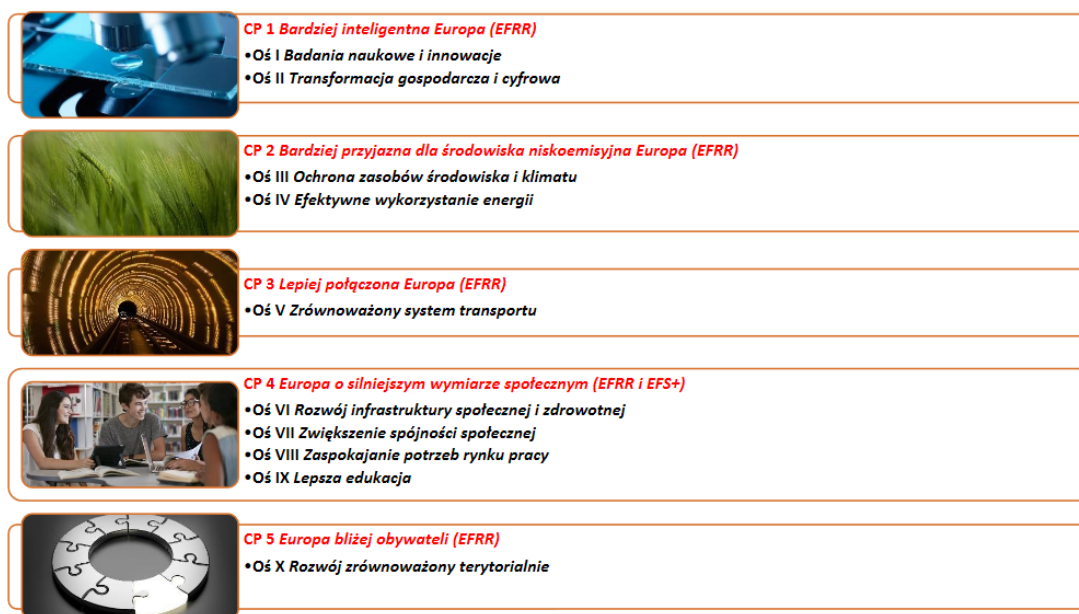 CP 1 Bardziej inteligentna Europa (EFRR)
•Oś I Badania naukowe i innowacje
•Oś II Transformacja gospodarcza i cyfrowa
CP 2 Bardziej przyjazna dla środowiska niskoemisyjna Europa (EFRR)
•Oś III Ochrona zasobów środowiska i klimatu
•Oś IV Efektywne wykorzystanie energii
CP 3 Lepiej połączona Europa (EFRR)
•Oś V Zrównoważony system transportu
CP 4 Europa o silniejszym wymiarze społecznym (EFRR i EFS+)
•Oś VI Rozwój infrastruktury społecznej i zdrowotnej
•Oś VII Zwiększenie spójności społecznej
•Oś VIII Zaspokajanie potrzeb rynku pracy
•Oś IX Lepsza edukacja
CP 5 Europa bliżej obywateli (EFRR)
•Oś X Rozwój zrównoważony terytorialnie